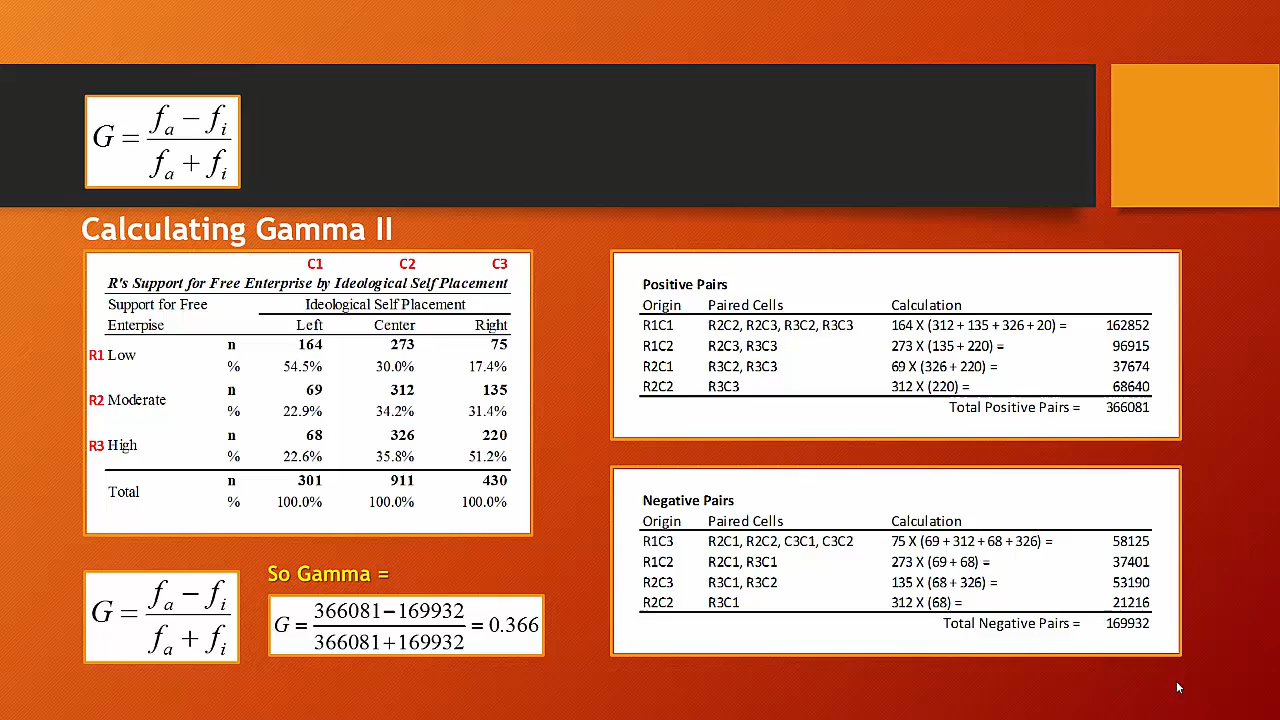 G = fa − fi / fa + fi
Calculating Gamma II
C1 C2 C3
R's Support for Free Enterprise by Ideological Self Placement
Support for Free Ideological Self Placement
Enterpise Left Center Right
R1 Low n 164 273 75
% 54.5% 30.0% 17.4%
R2 Moderate n 69 312 135
% 22.9% 34.2% 31.4%
R3 High n 68 326 220
% 22.6% 35.8% 51.2%
Total n 301 911 430
% 100.0% 100.0% 100.0%
G = fa − fi / fa + fi
So Gamma =
G = 366081−169932 / 366081+169932 = 0.366
Positive Pairs
Origin Paired Cells Calculation
R1C1 R2C2, R2C3, R3C2, R3C3 164 X (312 + 135 + 326 + 20) = 162852
R1C2 R2C3, R3C3 273 X (135 + 220) = 96915
R2C1 R3C2, R3C3 69 X (326 + 220) = 37674
R2C2 R3C3 312 X (220) = 68640
Total Positive Pairs = 366081
Negative Pairs
Origin Paired Cells Calculation
R1C3 R2C1, R2C2, C3C1, C3C2 75 X (69 + 312 + 68 + 326) = 58125
R1C2 R2C1, R3C1 273 X (69 + 68) = 37401
R2C3 R3C1, R3C2 135 X (68 + 326) = 53190
R2C2 R3C1 312 X (68) = 21216
Total Negative Pairs = 169932